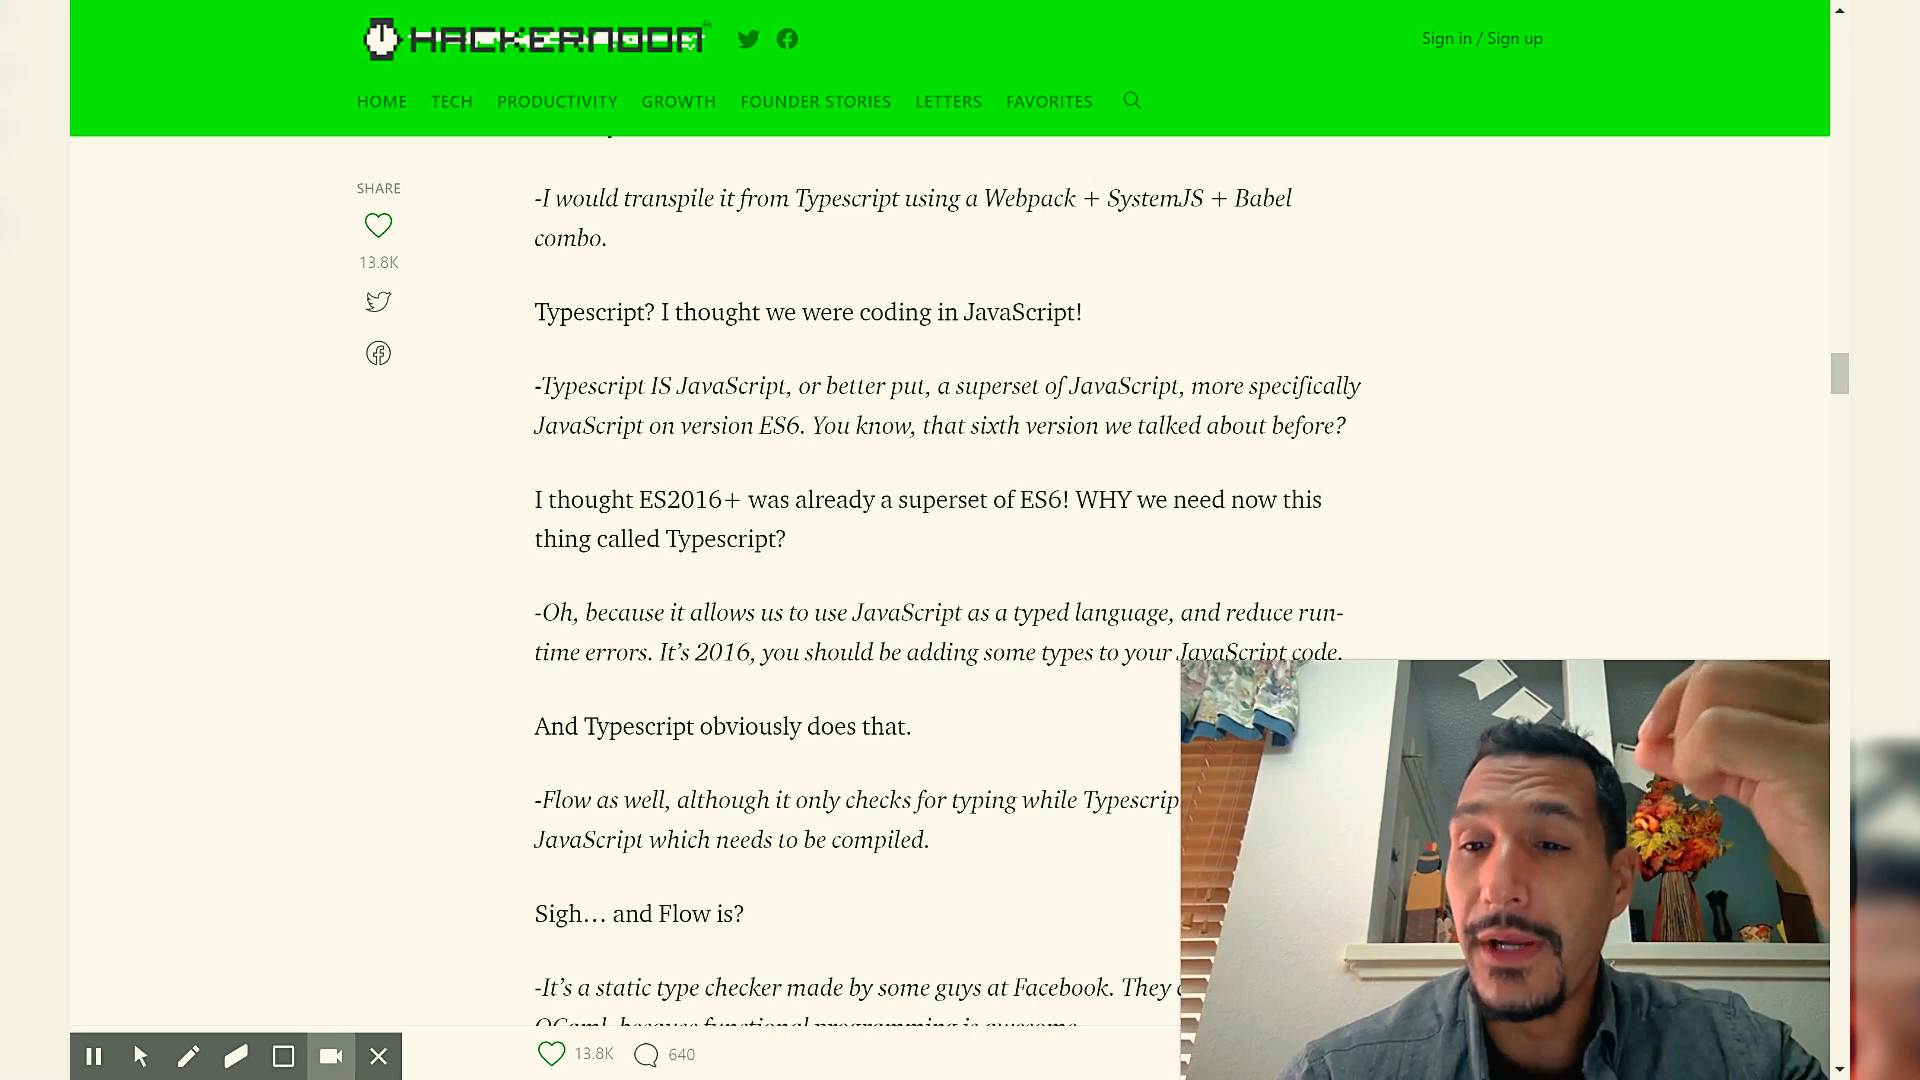 HACKERNOON
Sign in / Sign up
HOME TECH PRODUCTIVITY GROWTH FOUNDER STORIES LETTERS FAVORITES
SHARE
13.8K
-I would transpile it from Typescript using a Webpack + SystemJS + Babel
combo.
Typescript? I thought we were coding in JavaScript!
-Typescript IS JavaScript, or better put, a superset of JavaScript, more specifically
JavaScript on version ES6. You know, that sixth version we talked about before?
I thought ES2016+ was already a superset of ES6! WHY we need now this
thing called Typescript?
-Oh, because it allows us to use JavaScript as a typed language, and reduce run-
time errors. It’s 2016, you should be adding some types to your JavaScript code.
And Typescript obviously does that.
-Flow as well, although it only checks for typing while Typescrip
JavaScript which needs to be compiled.
Sigh… and Flow is?
-It’s a static type checker made by some guys at Facebook. They
OCaml, because functional programming is awesome.
13.8K 640